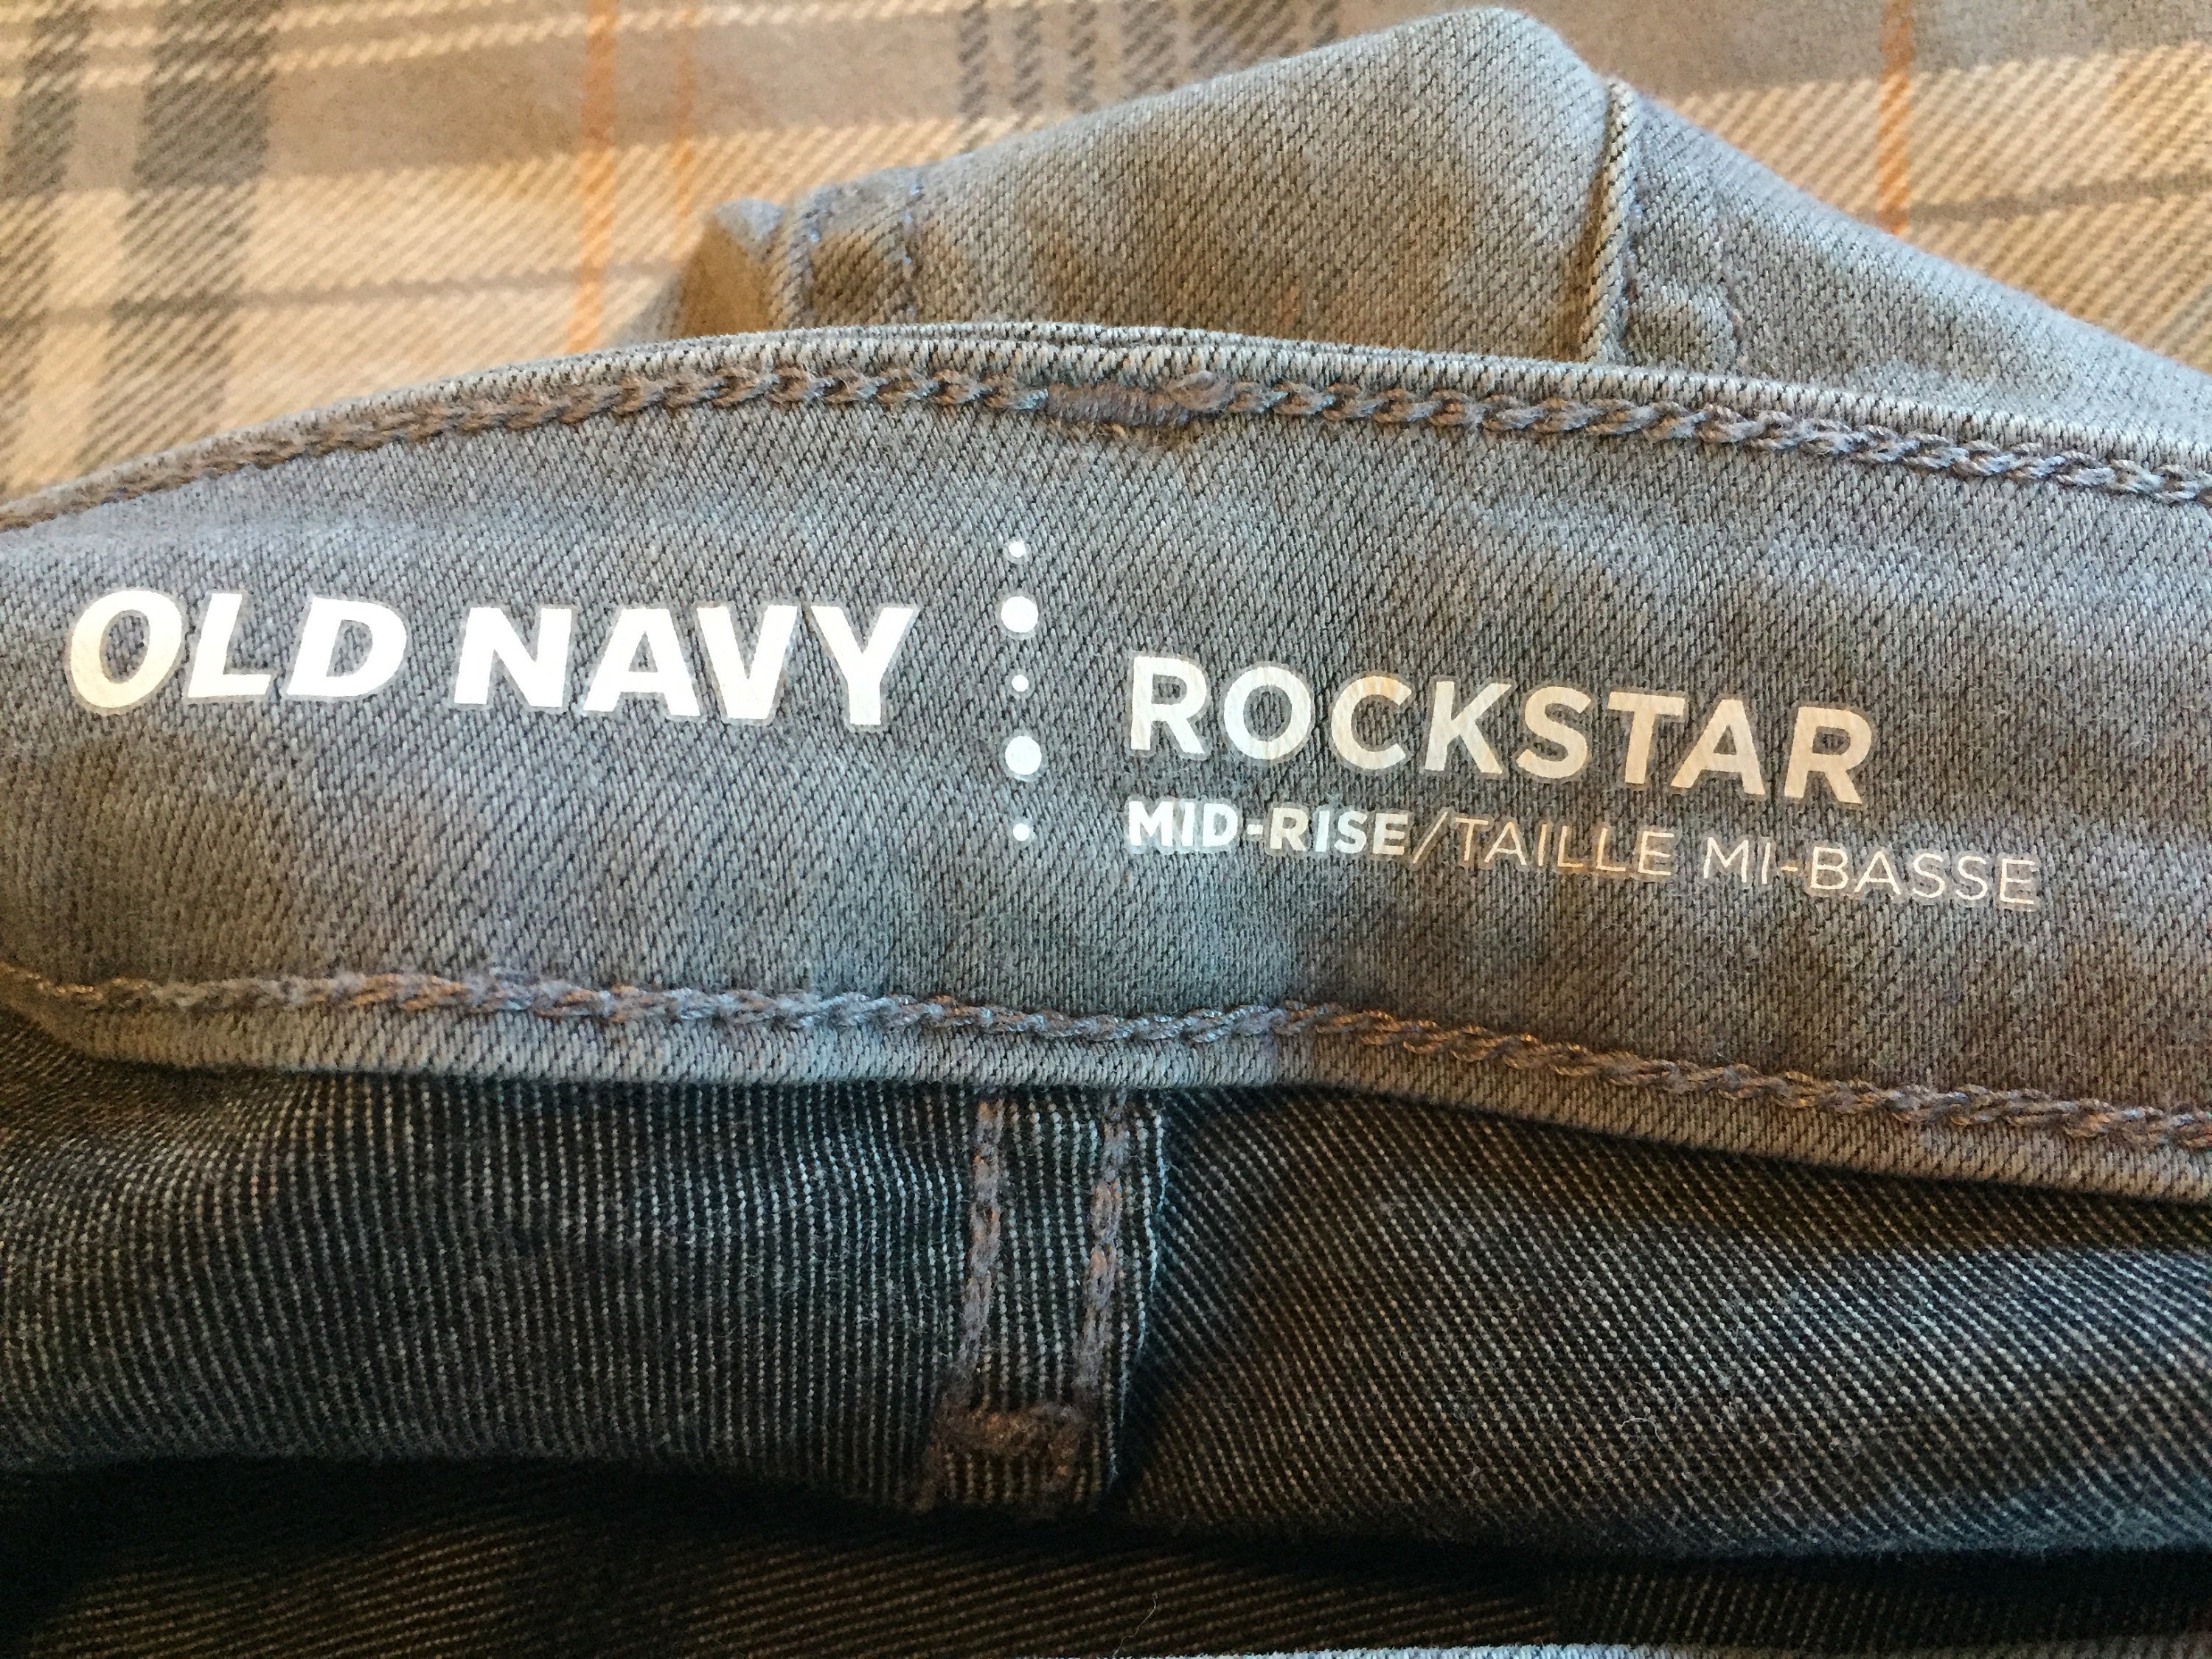 OLD NAVY
ROCKSTAR
MID-RISE/TAILLE MI-BASSE